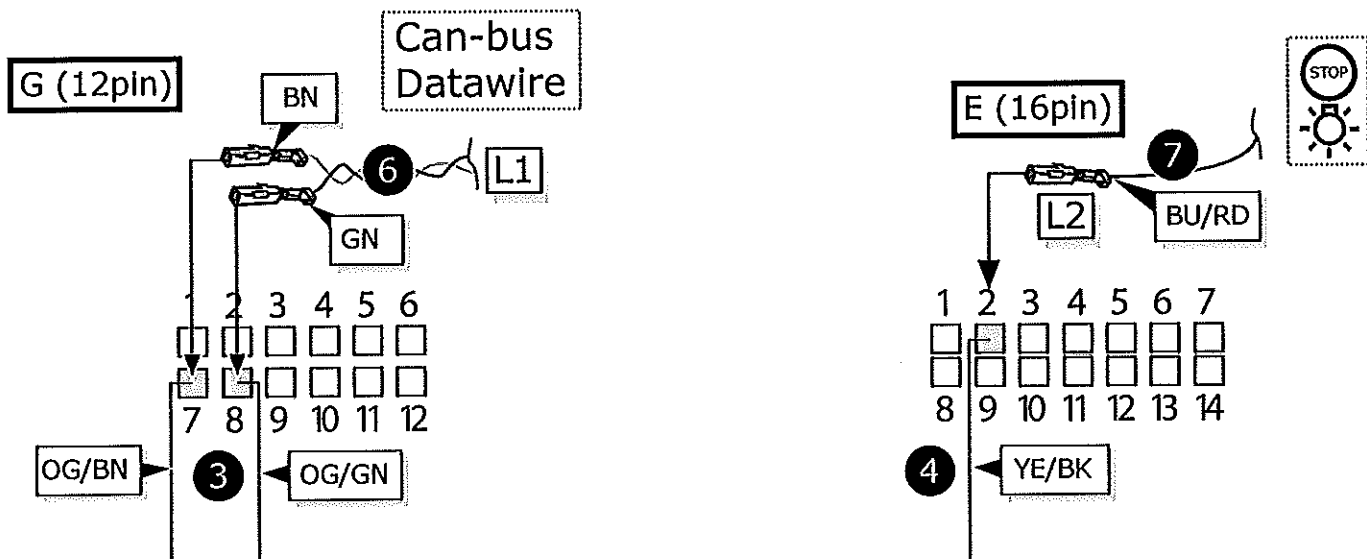 Can-bus
Datawire
G (12pin)
BN
6
L1
GN
1 2 3 4 5 6
7 8 9 10 11 12
OG/BN
3
OG/GN
STOP
E (16pin)
7
L2
BU/RD
1 2 3 4 5 6 7
8 9 10 11 12 13 14
4
YE/BK